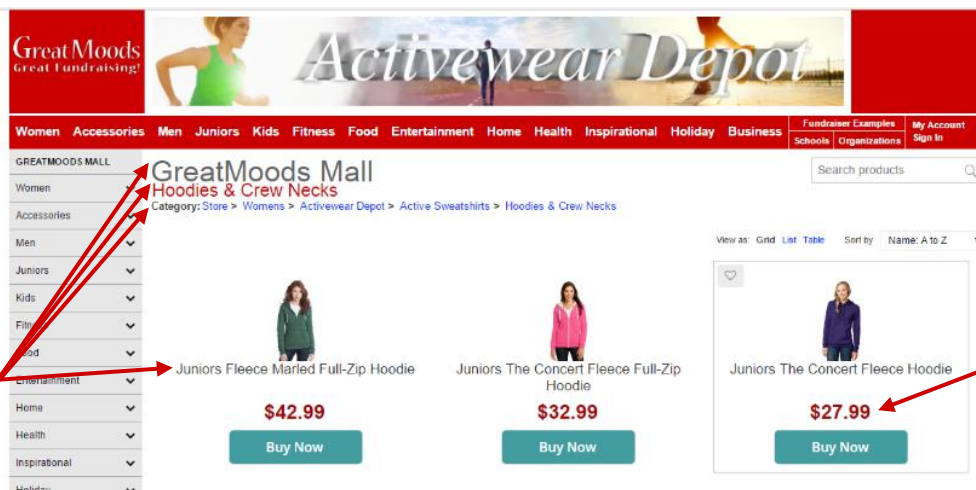 GreatMoods
Great Fundraising!
Activewear Depot
Women Accessories Men Juniors Kids Fitness Food Entertainment Home Health Inspirational Holiday Business
Fundraiser Examples
Schools Organizations
My Account
Sign In
GREATMOODS MALL
Women
Accessories
Men
Juniors
Kids
Entertainment
Home
Health
Inspirational
Holiday
GreatMoods Mall
Hoodies & Crew Necks
Category: Store > Womens > Activewear Depot > Active Sweatshirts > Hoodies & Crew Necks
Search products
View as: Grid List Table Sort by Name: A to Z
Juniors Fleece Marled Full-Zip Hoodie
$42.99
Buy Now
Juniors The Concert Fleece Full-Zip
Hoodie
$32.99
Buy Now
Juniors The Concert Fleece Hoodie
$27.99
Buy Now